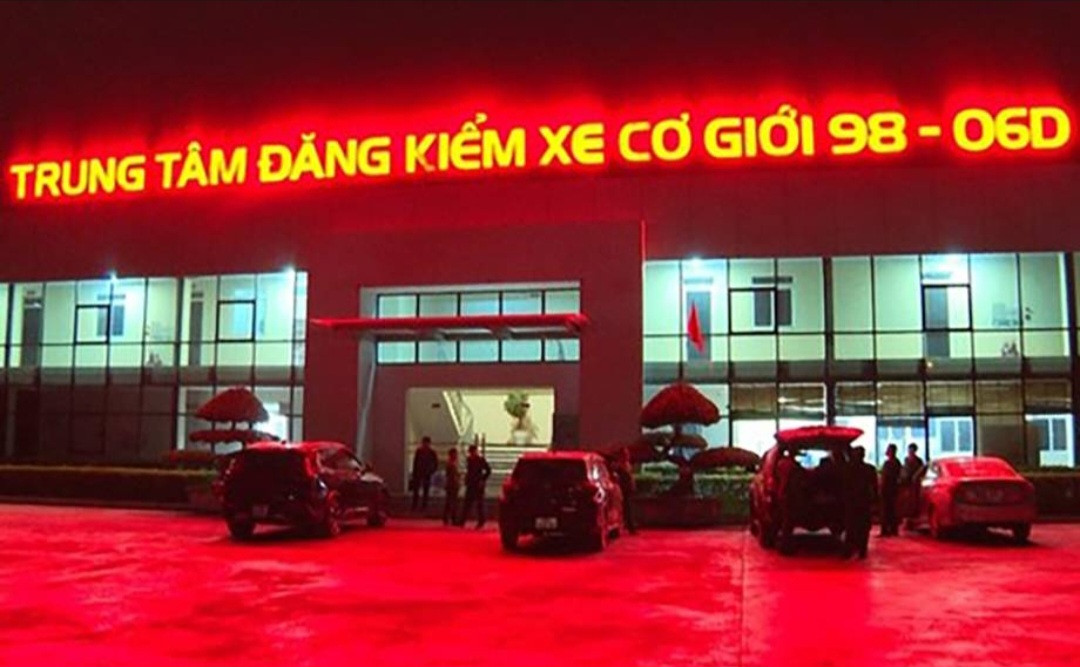 TRUNG TÂM ĐĂNG KIỂM XE CƠ GIỚI 98 - 06D